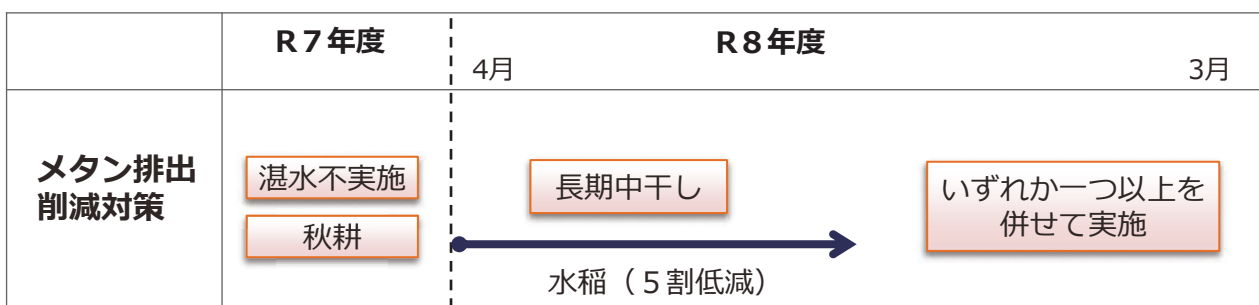 R7年度
R8年度
4月
3月
メタン排出
削減対策
湛水不実施
秋耕
長期中干し
いずれか一つ以上を
併せて実施
水稲（5割低減）